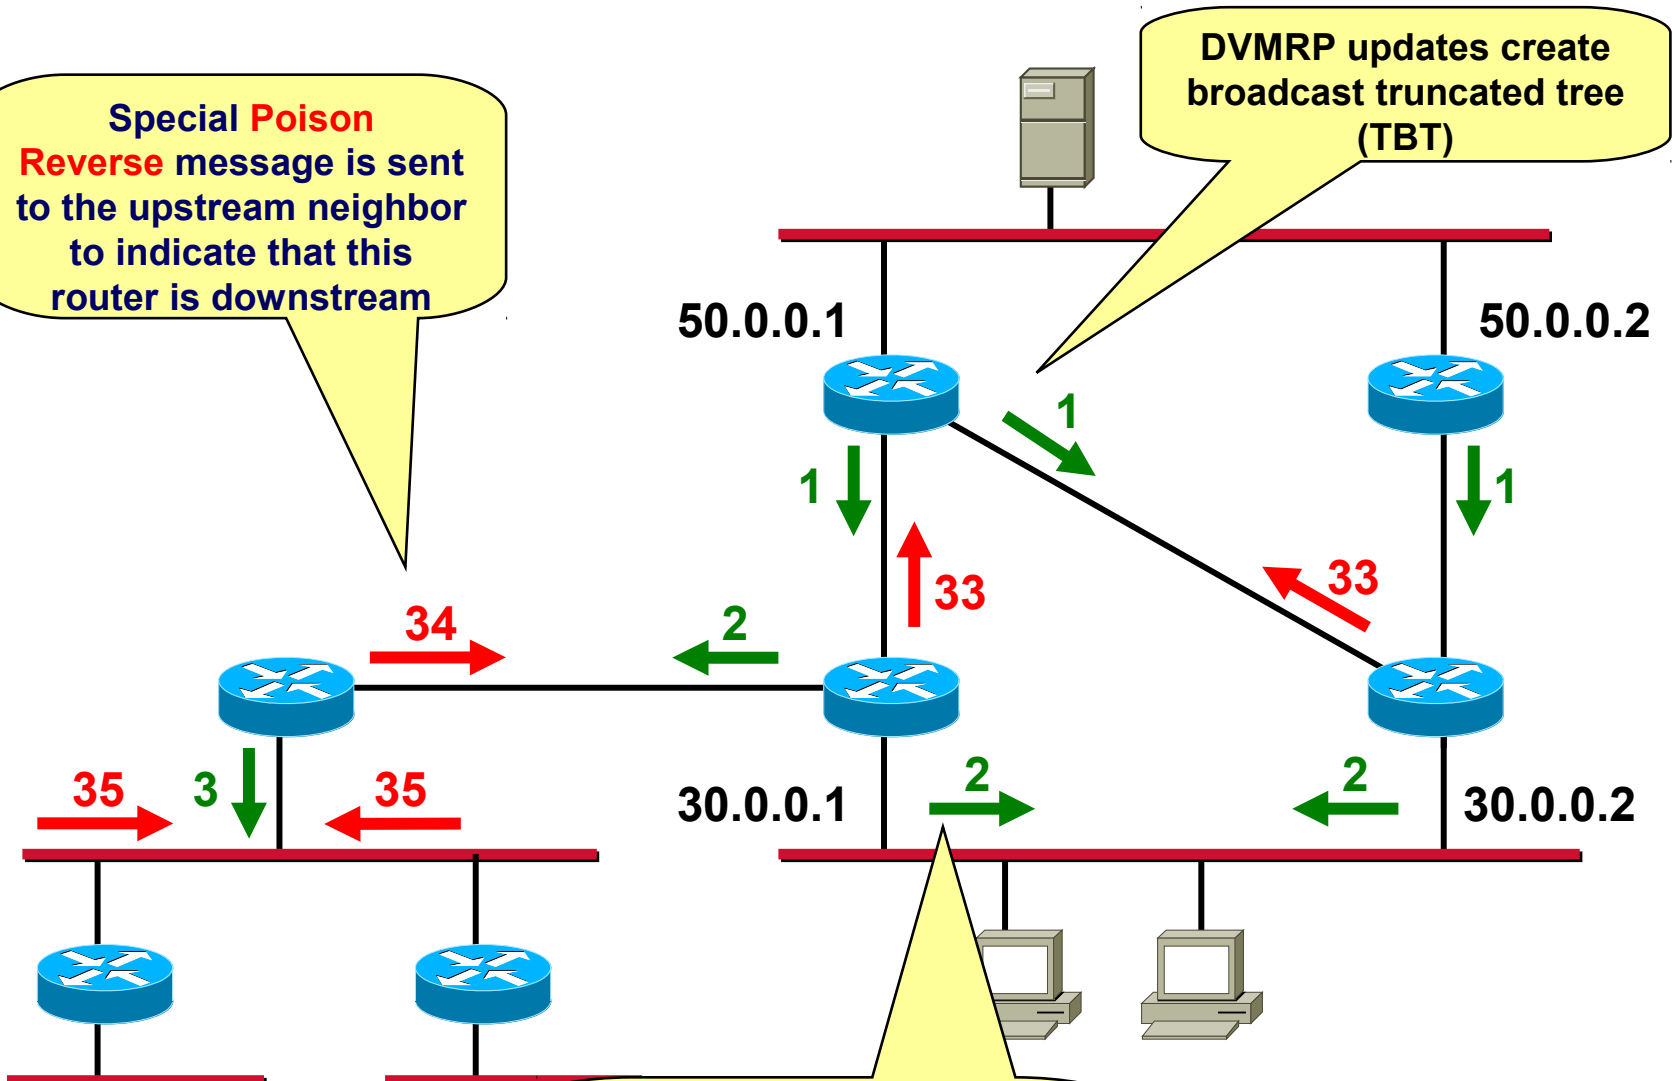 DVMRP updates create
broadcast truncated tree
(TBT)
Special Poison
Reverse message is sent
to the upstream neighbor
to indicate that this
router is downstream
50.0.0.1
50.0.0.2
1
1
1
33
33
34
2
35
3
35
30.0.0.1
2
2
30.0.0.2